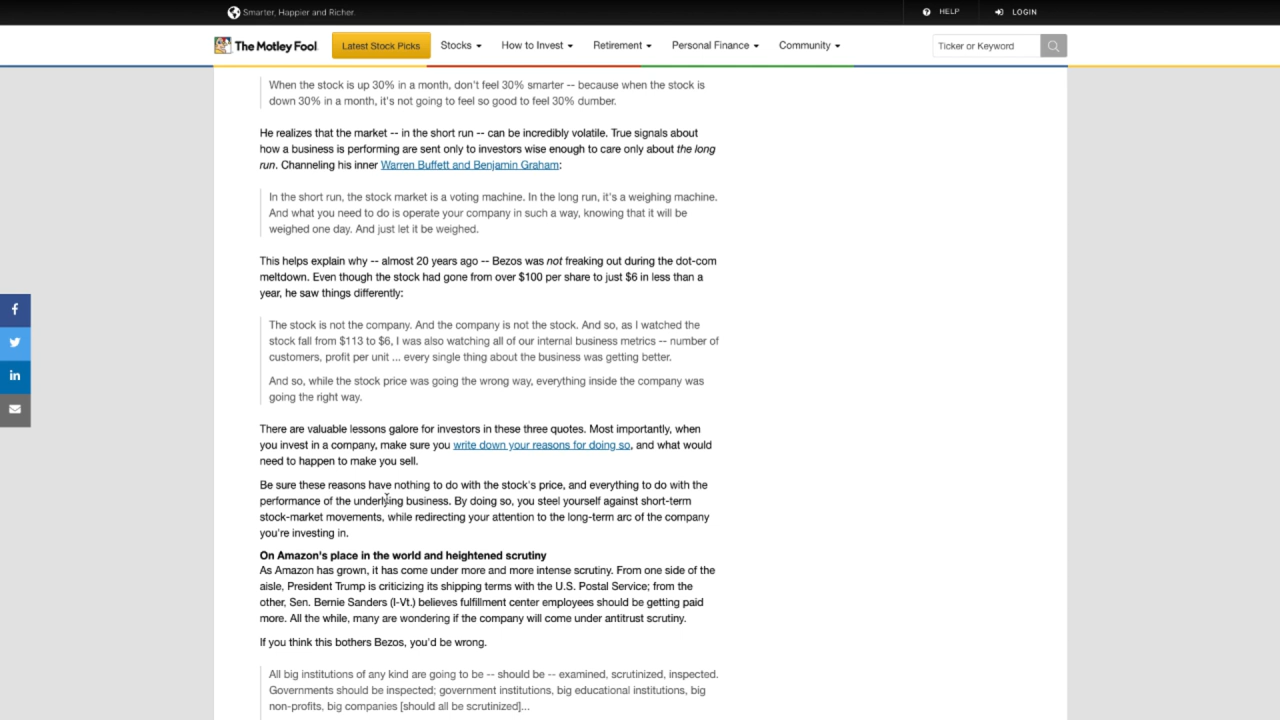 Smarter, Happier and Richer.
HELP
LOGIN
The Motley Fool.
Latest Stock Picks
Stocks
How to Invest
Retirement
Personal Finance
Community
Ticker or Keyword
When the stock is up 30% in a month, don't feel 30% smarter -- because when the stock is
down 30% in a month, it's not going to feel so good to feel 30% dumber.
He realizes that the market -- in the short run -- can be incredibly volatile. True signals about
how a business is performing are sent only to investors wise enough to care only about the long
run. Channeling his inner Warren Buffett and Benjamin Graham:
In the short run, the stock market is a voting machine. In the long run, it's a weighing machine.
And what you need to do is operate your company in such a way, knowing that it will be
weighed one day. And just let it be weighed.
This helps explain why -- almost 20 years ago -- Bezos was not freaking out during the dot-com
meltdown. Even though the stock had gone from over $100 per share to just $6 in less than a
year, he saw things differently:
The stock is not the company. And the company is not the stock. And so, as I watched the
stock fall from $113 to $6, I was also watching all of our internal business metrics -- number of
customers, profit per unit ... every single thing about the business was getting better.
And so, while the stock price was going the wrong way, everything inside the company was
going the right way.
There are valuable lessons galore for investors in these three quotes. Most importantly, when
you invest in a company, make sure you write down your reasons for doing so, and what would
need to happen to make you sell.
Be sure these reasons have nothing to do with the stock's price, and everything to do with the
performance of the underlying business. By doing so, you steel yourself against short-term
stock-market movements, while redirecting your attention to the long-term arc of the company
you're investing in.
On Amazon's place in the world and heightened scrutiny
As Amazon has grown, it has come under more and more intense scrutiny. From one side of the
aisle, President Trump is criticizing its shipping terms with the U.S. Postal Service; from the
other, Sen. Bernie Sanders (I-Vt.) believes fulfillment center employees should be getting paid
more. All the while, many are wondering if the company will come under antitrust scrutiny.
If you think this bothers Bezos, you'd be wrong.
All big institutions of any kind are going to be -- should be -- examined, scrutinized, inspected.
Governments should be inspected; government institutions, big educational institutions, big
non-profits, big companies [should all be scrutinized]...